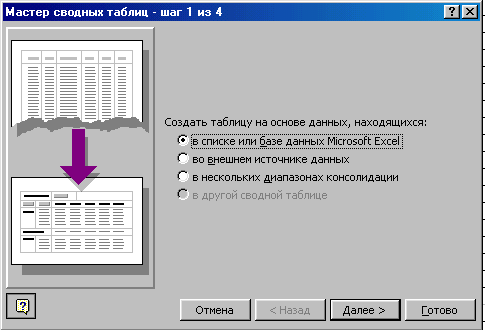 Мастер сводных таблиц - шаг 1 из 4
Создать таблицу на основе данных, находящихся:
в списке или базе данных Microsoft Excel
во внешнем источнике данных
в нескольких диапазонах консолидации
в другой сводной таблице
Отмена
< Назад
Далее >
Готово